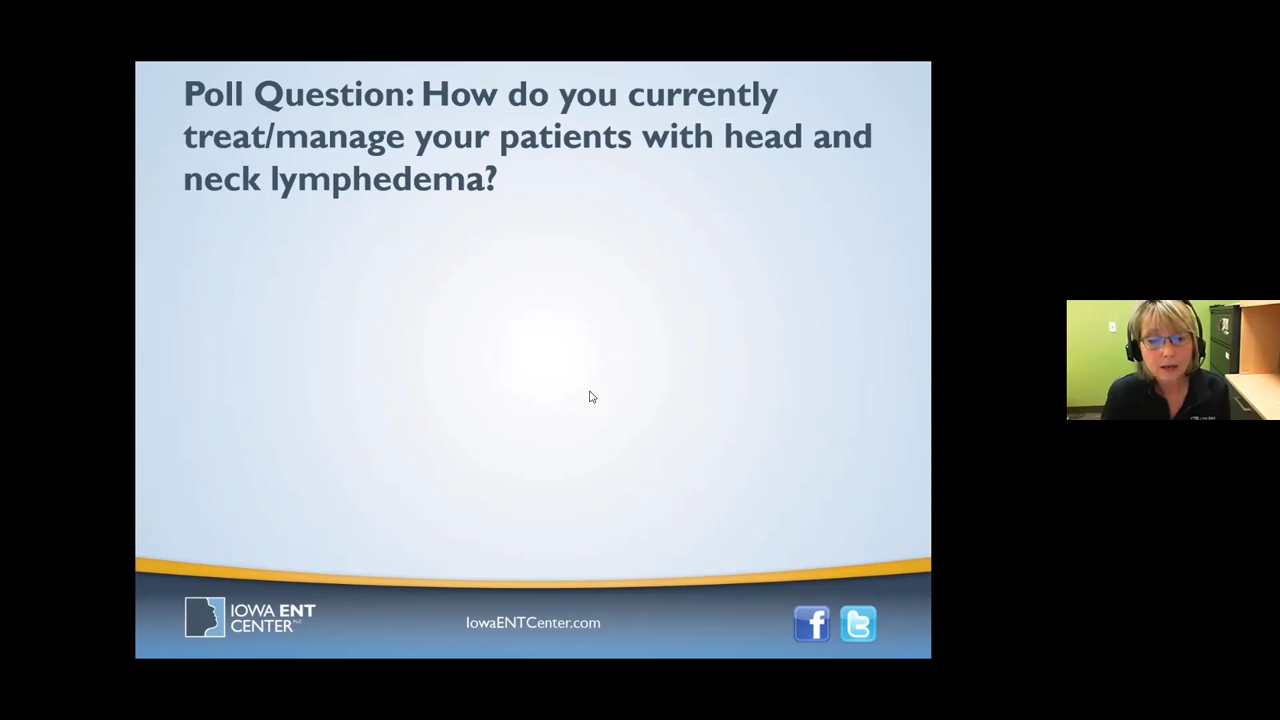 Poll Question: How do you currently
treat/manage your patients with head and
neck lymphedema?
IOWA ENT
CENTER PLC
IowaENTCenter.com